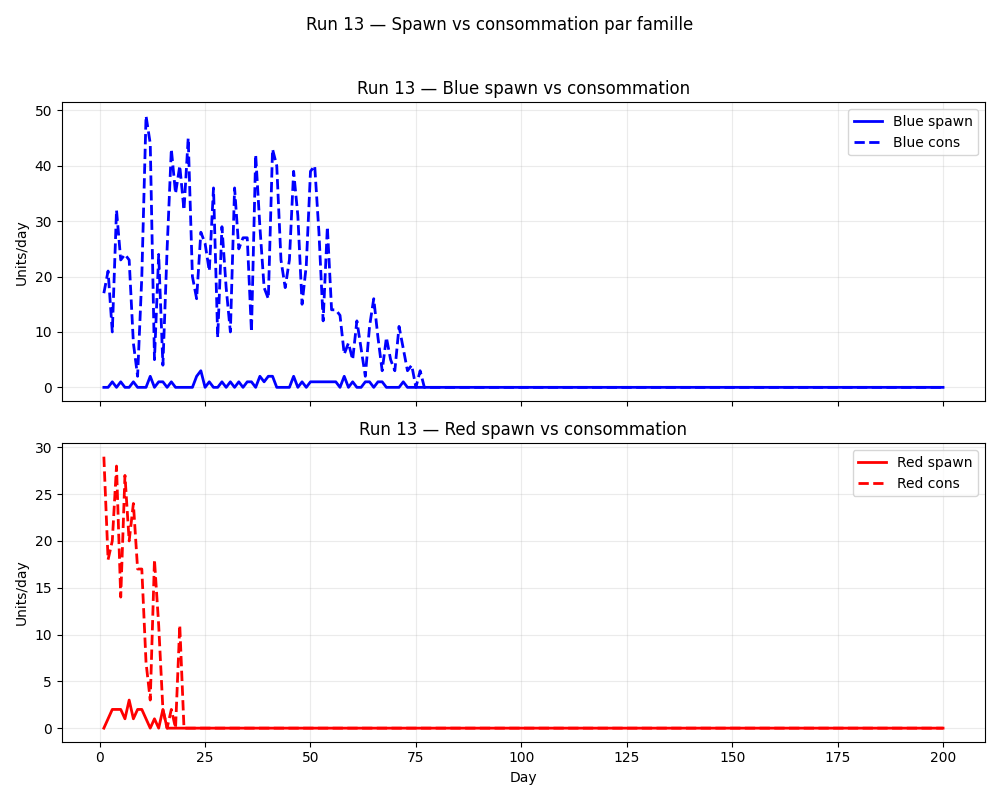 Run 13 — Spawn vs consommation par famille
Run 13 — Blue spawn vs consommation
50
40
30
20
10
0
Units/day
Blue spawn
Blue cons
Run 13 — Red spawn vs consommation
30
25
20
15
10
5
0
Units/day
Red spawn
Red cons
0 25 50 75 100 125 150 175 200
Day